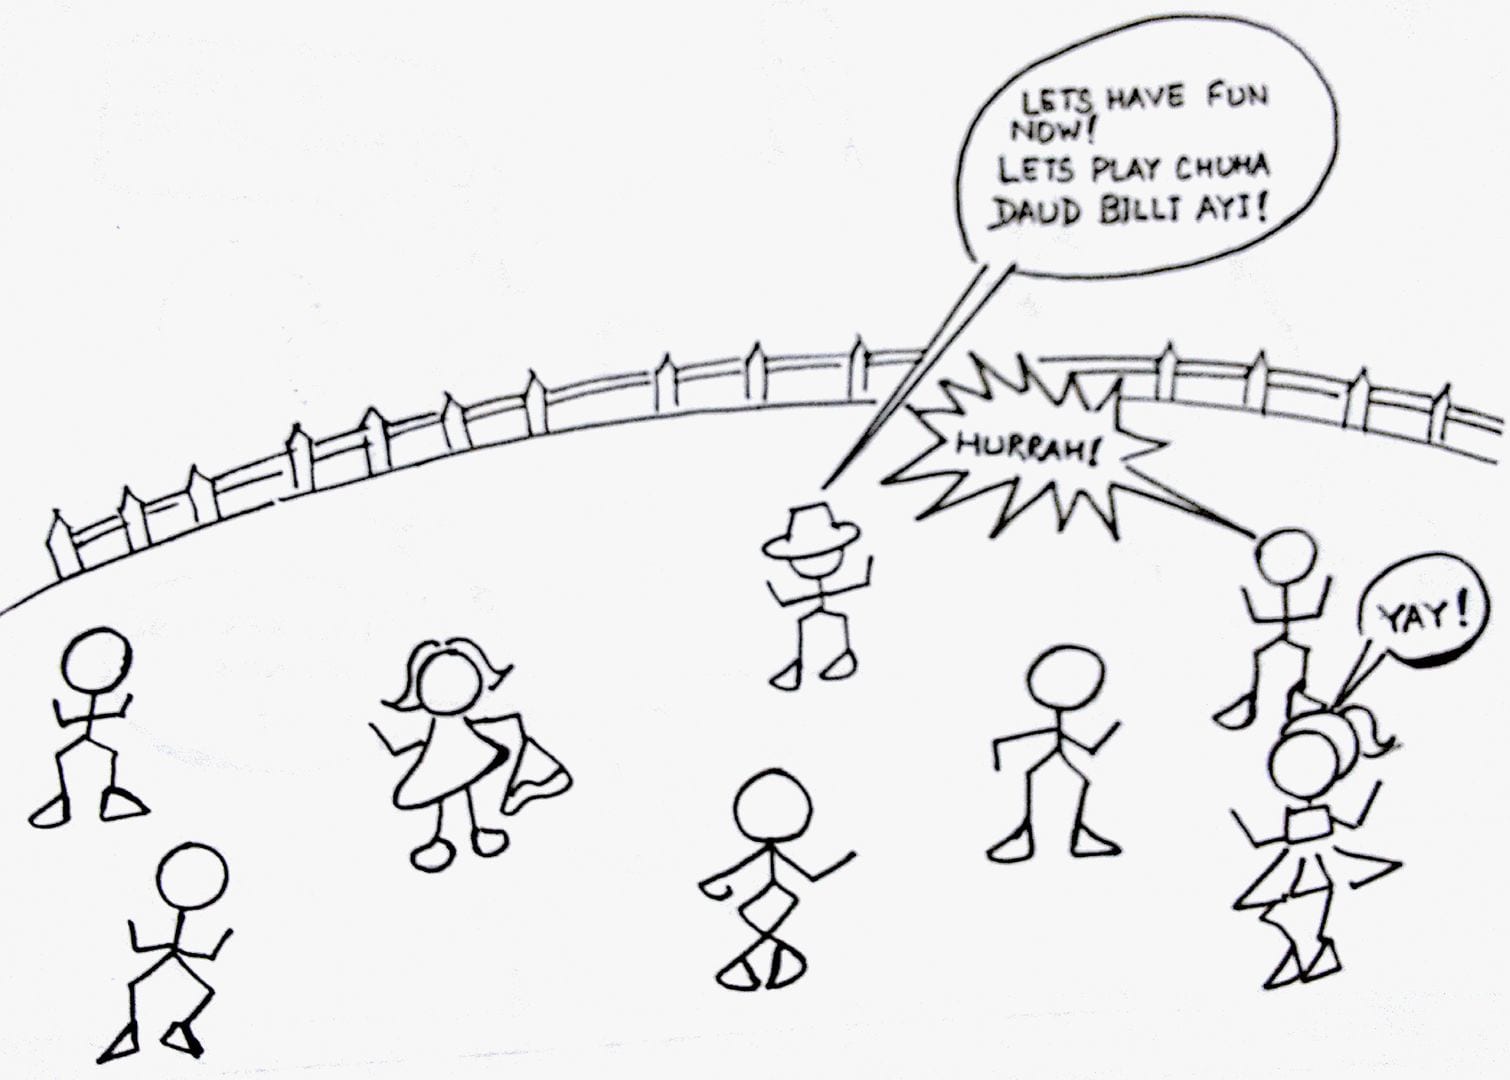 LETS HAVE FUN
NOW!
LETS PLAY CHUHA
DAUD BILLI AYI!
HURRAH!
YAY!